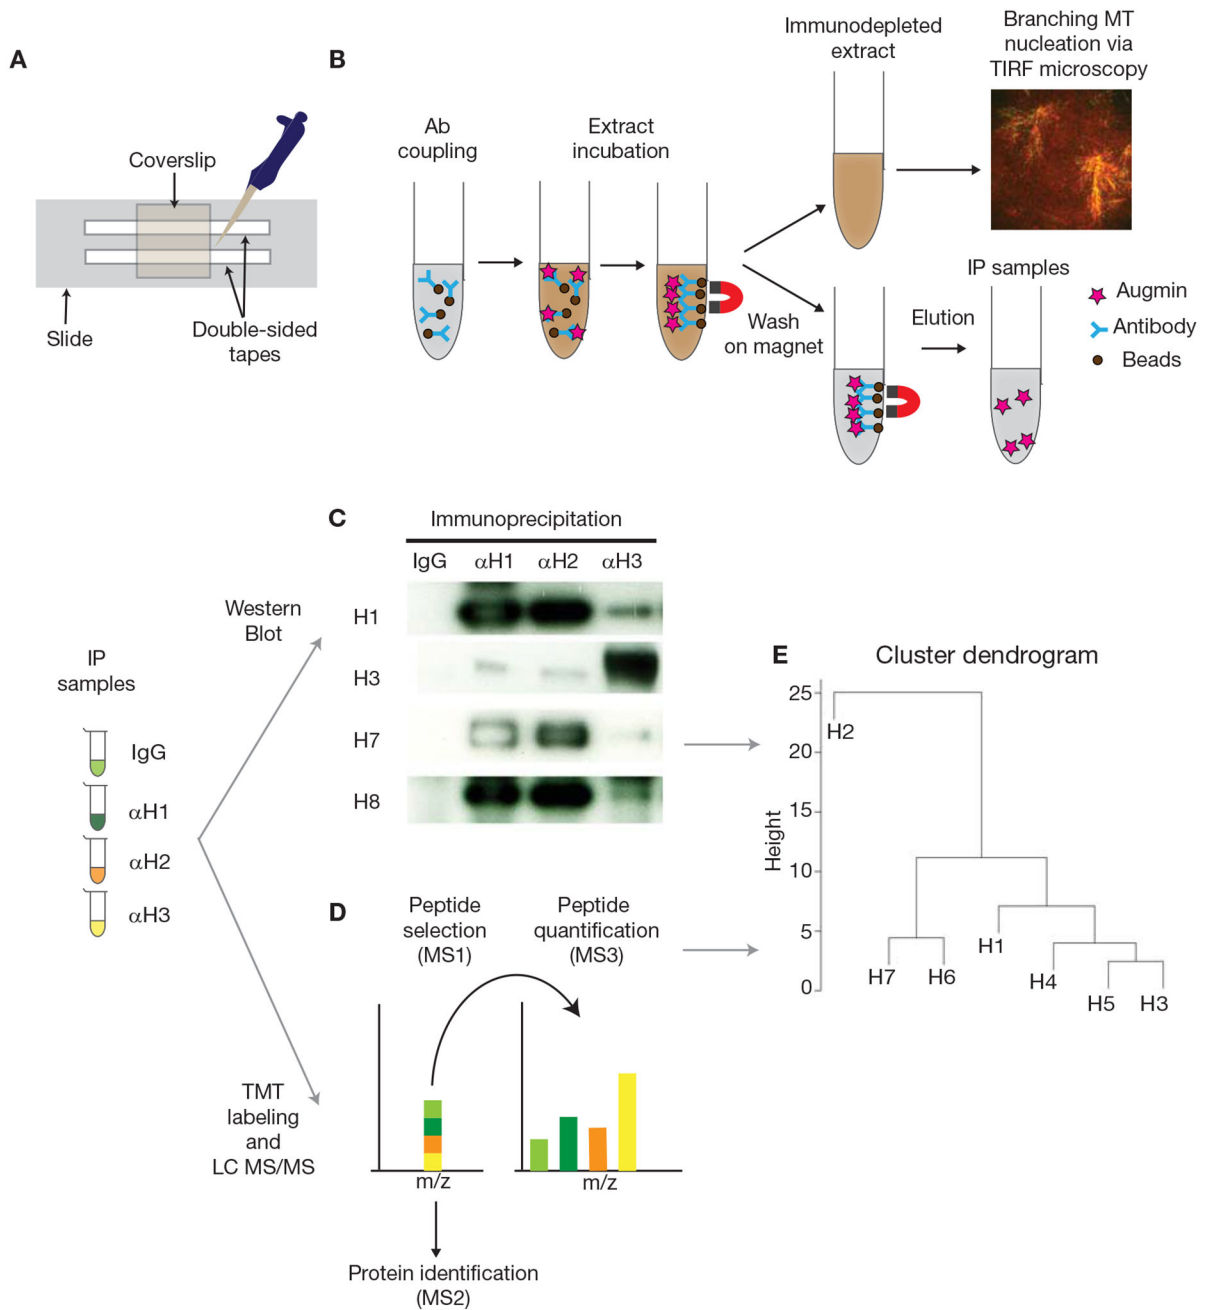 A
Coverslip
Slide
Double-sided
tapes
B
Ab
coupling
Extract
incubation
Immunodepleted
extract
Branching MT
nucleation via
TIRF microscopy
Wash
on magnet
Elution
IP samples
Augmin
Antibody
Beads
IP
samples
IgG
αH1
αH2
αH3
Western
Blot
TMT
labeling
and
LC MS/MS
C
Immunoprecipitation
IgG αH1 αH2 αH3
H1
H3
H7
H8
D
Peptide
selection
(MS1)
Peptide
quantification
(MS3)
m/z
m/z
Protein identification
(MS2)
E
Cluster dendrogram
Height
25
20
15
10
5
0
H2
H1
H7
H6
H4
H5
H3